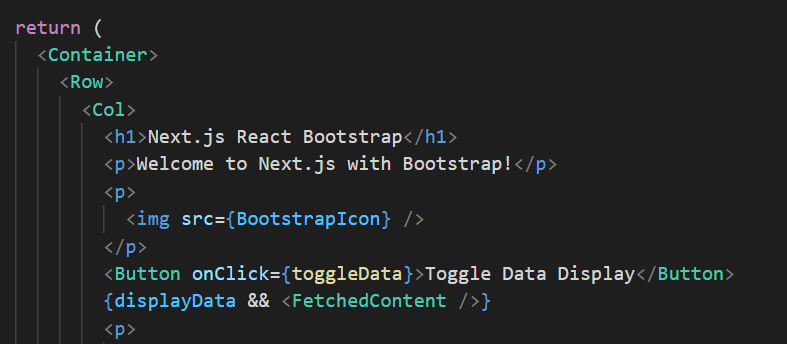 return (
<Container>
<Row>
<Col>
<h1>Next.js React Bootstrap</h1>
<p>Welcome to Next.js with Bootstrap!</p>
<p>
<img src={BootstrapIcon} />
</p>
<Button onClick={toggleData}>Toggle Data Display</Button>
{displayData && <FetchedContent />}
<p>